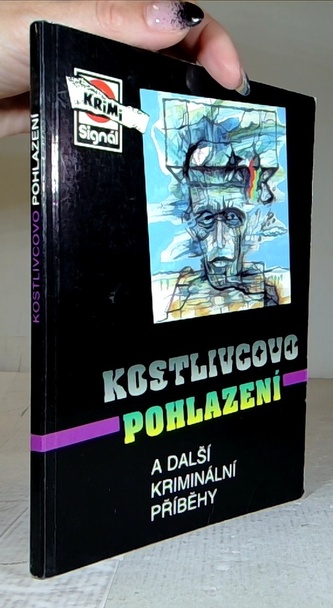 KOSTLIVCOVO POHLAZENÍ
KRiMi
Signál
KOSTLIVCOVO
POHLAZENÍ
A DALŠÍ
KRIMINÁLNÍ
PŘÍBĚHY